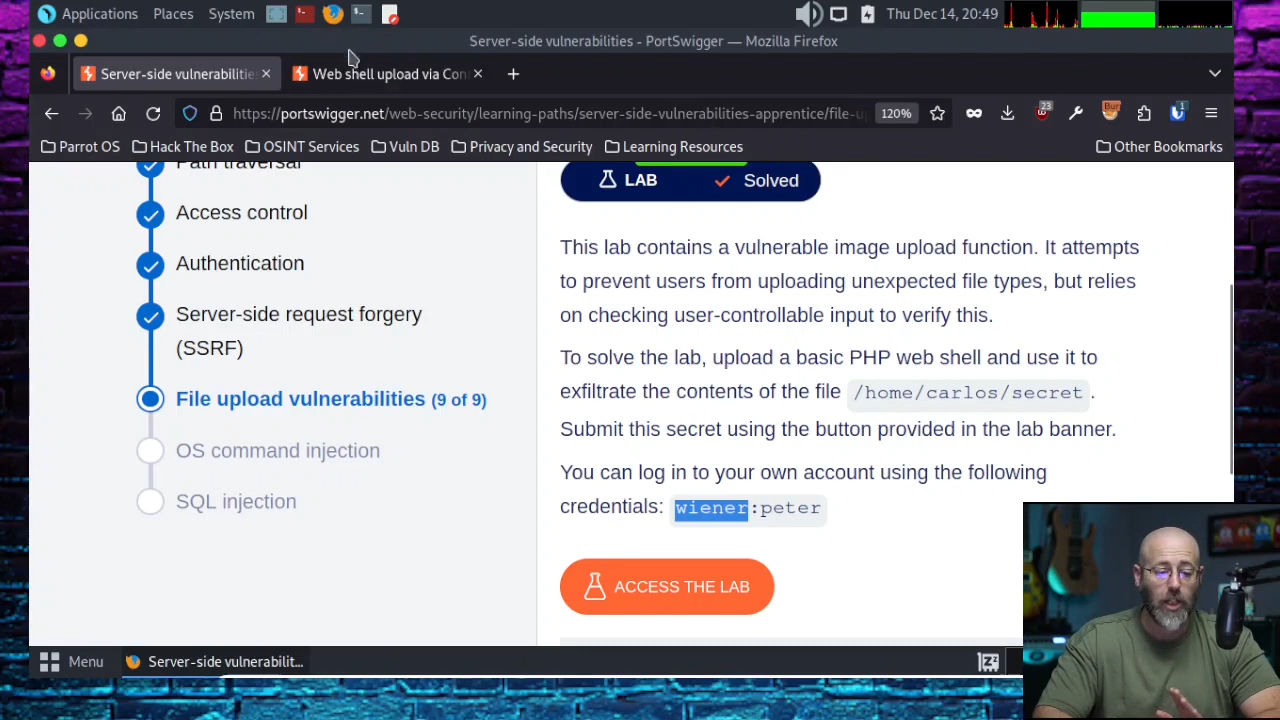 Applications Places System Thu Dec 14, 20:49
Server-side vulnerabilities - PortSwigger — Mozilla Firefox
Server-side vulnerabilitie Web shell upload via Con
https://portswigger.net/web-security/learning-paths/server-side-vulnerabilities-apprentice/file-u 120% 23 Bur 1
Parrot OS Hack The Box OSINT Services Vuln DB Privacy and Security Learning Resources Other Bookmarks
Path traversal
Access control
Authentication
Server-side request forgery
(SSRF)
File upload vulnerabilities (9 of 9)
OS command injection
SQL injection
LAB Solved
This lab contains a vulnerable image upload function. It attempts
to prevent users from uploading unexpected file types, but relies
on checking user-controllable input to verify this.
To solve the lab, upload a basic PHP web shell and use it to
exfiltrate the contents of the file /home/carlos/secret.
Submit this secret using the button provided in the lab banner.
You can log in to your own account using the following
credentials: wiener:peter
ACCESS THE LAB
Menu Server-side vulnerabilit...